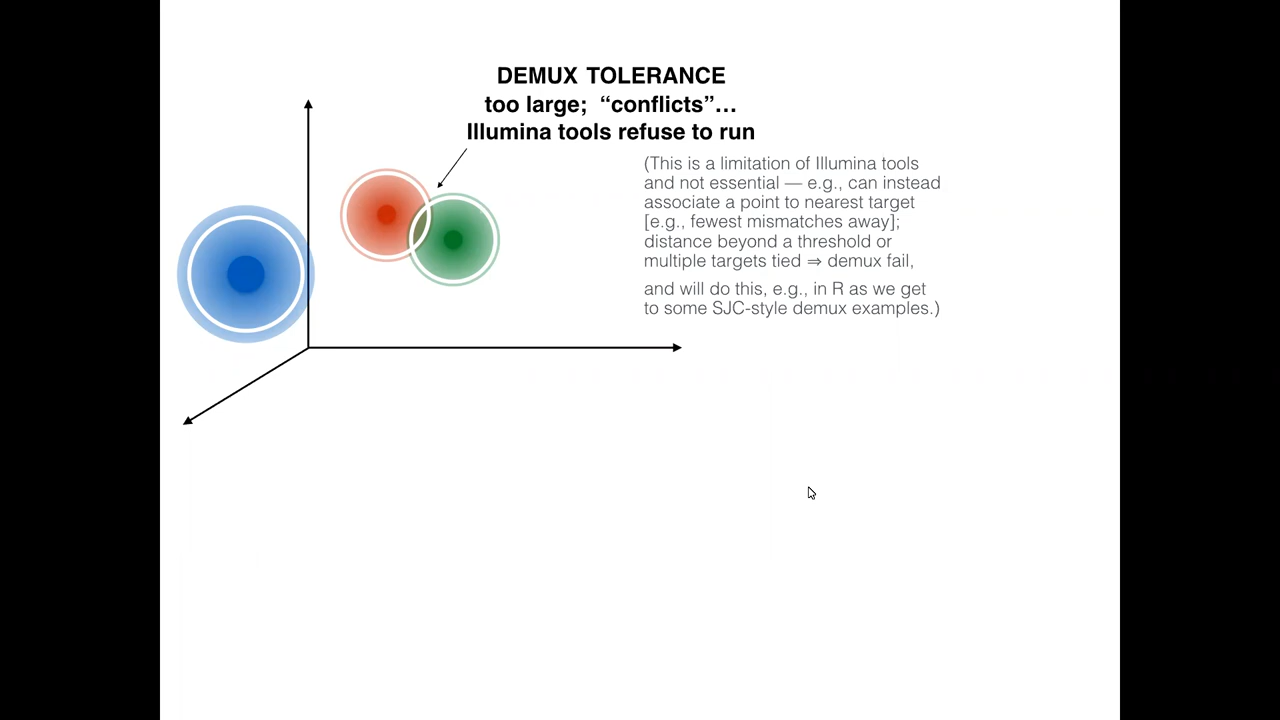 DEMUX TOLERANCE
too large; “conflicts”…
Illumina tools refuse to run
(This is a limitation of Illumina tools
and not essential — e.g., can instead
associate a point to nearest target
[e.g., fewest mismatches away];
distance beyond a threshold or
multiple targets tied ⇒ demux fail,
and will do this, e.g., in R as we get
to some SJC-style demux examples.)